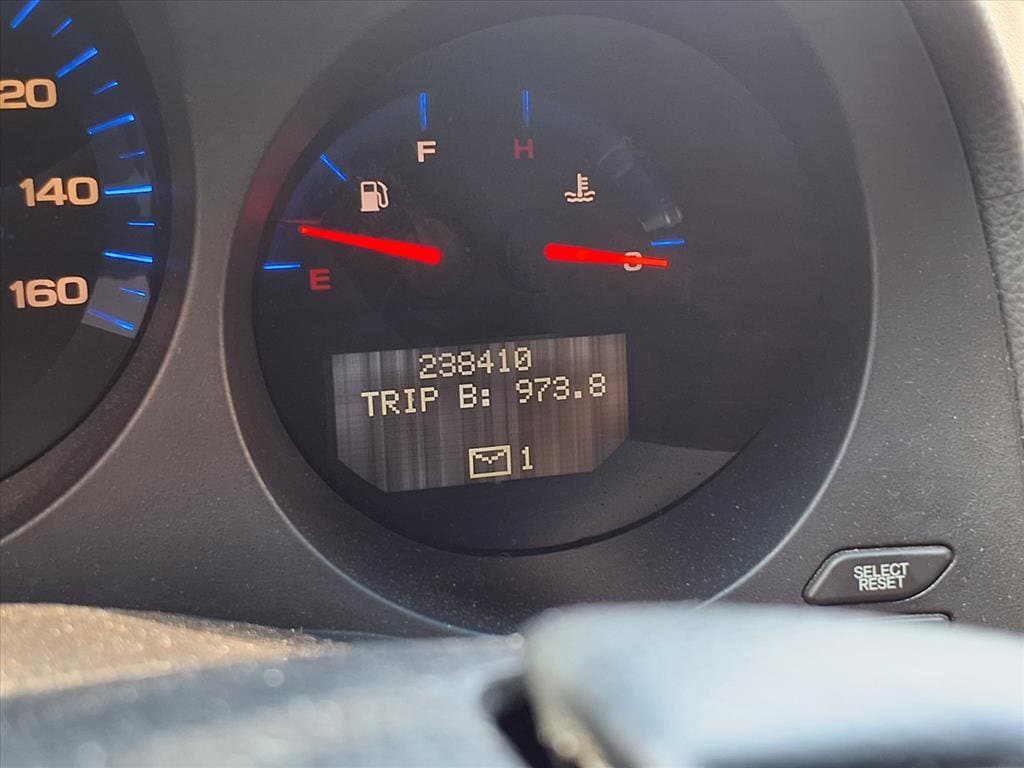 20
140
160
F
H
E
C
238410
TRIP B: 973.8
1
SELECT
RESET